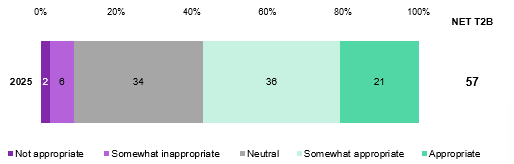 0% 20% 40% 60% 80% 100%
NET T2B
2025 2 6 34 36 21 57
Not appropriate Somewhat inappropriate Neutral Somewhat appropriate Appropriate